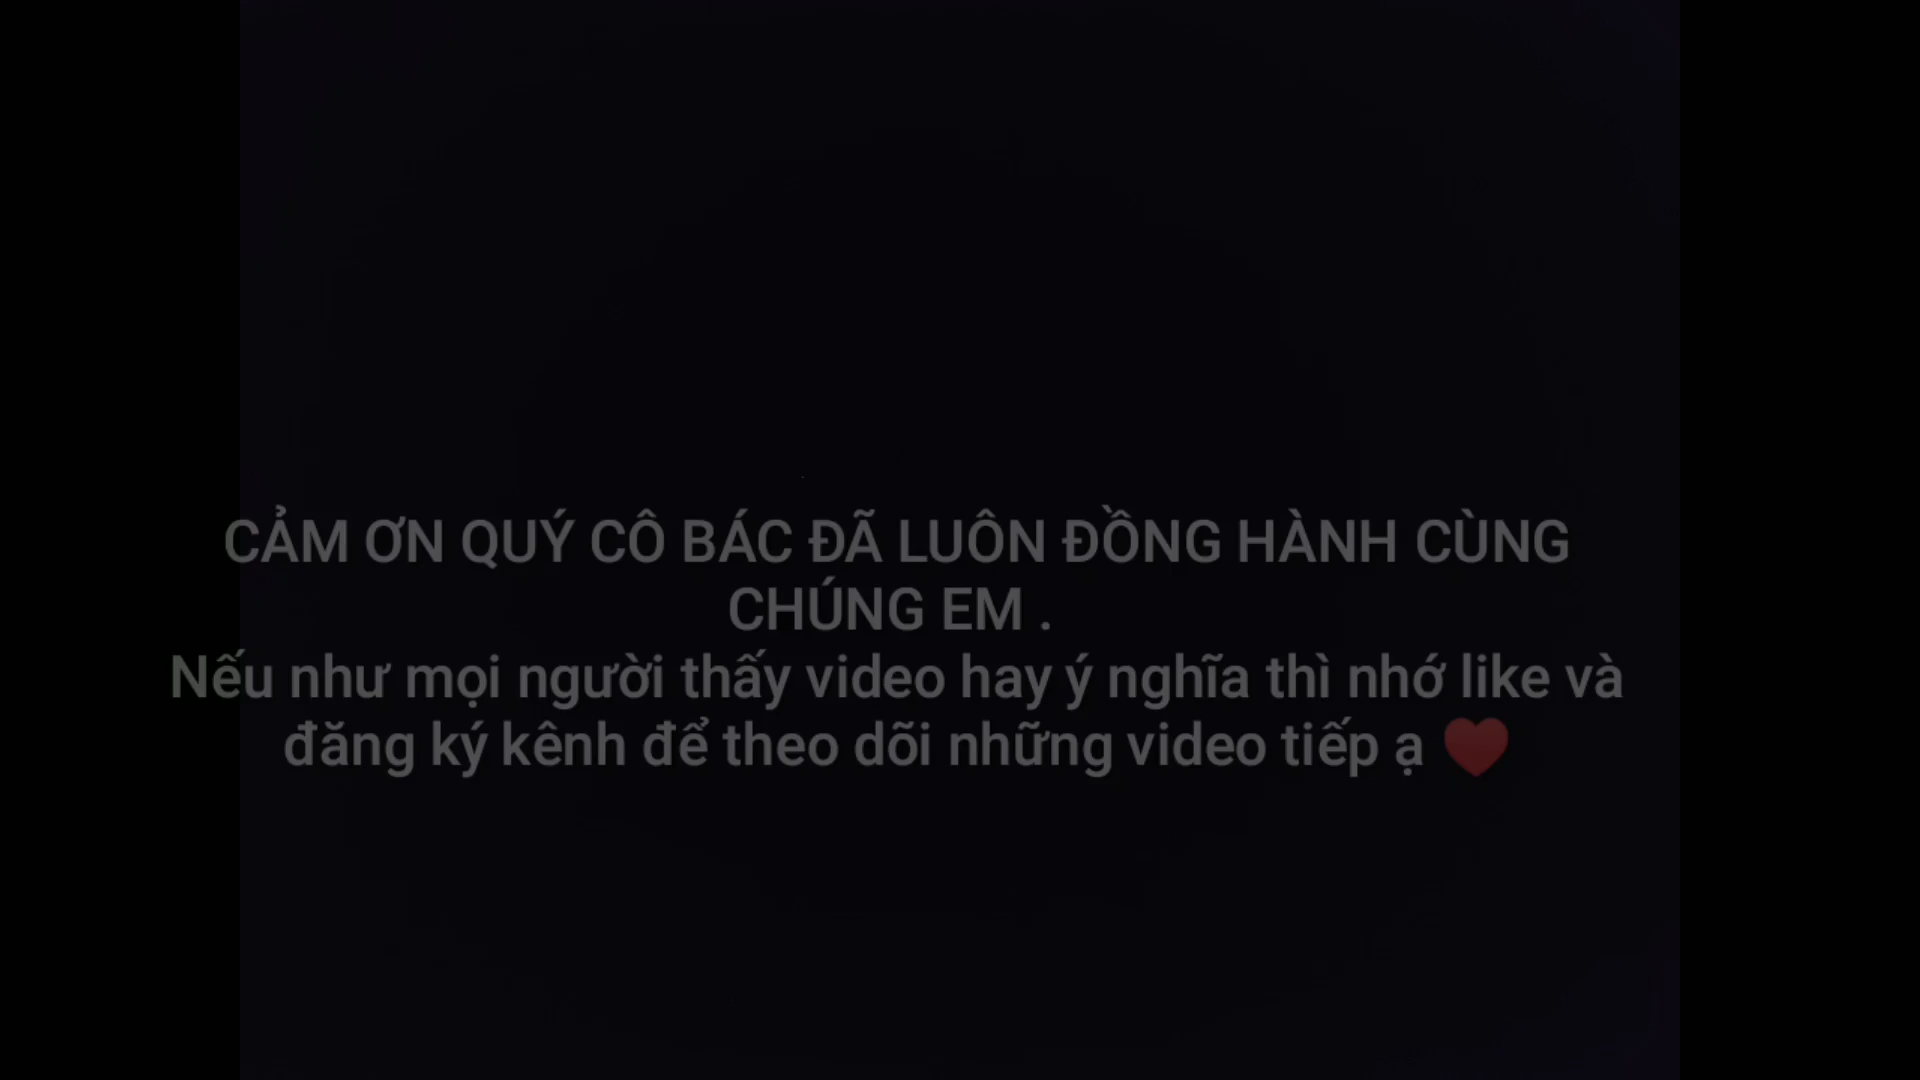 CẢM ƠN QUÝ CÔ BÁC ĐÃ LUÔN ĐỒNG HÀNH CÙNG
CHÚNG EM .
Nếu như mọi người thấy video hay ý nghĩa thì nhớ like và
đăng ký kênh để theo dõi những video tiếp ạ ❤️